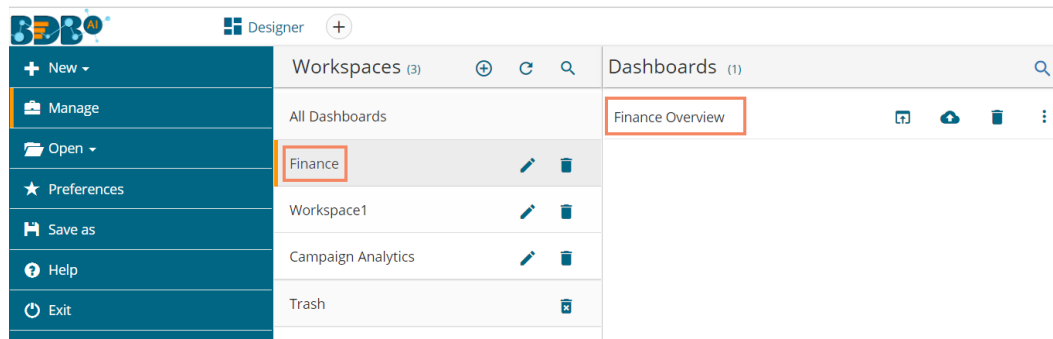 BDB AI
Designer
New
Manage
Open
Preferences
Save as
Help
Exit
Workspaces (3)
All Dashboards
Finance
Workspace1
Campaign Analytics
Trash
Dashboards (1)
Finance Overview